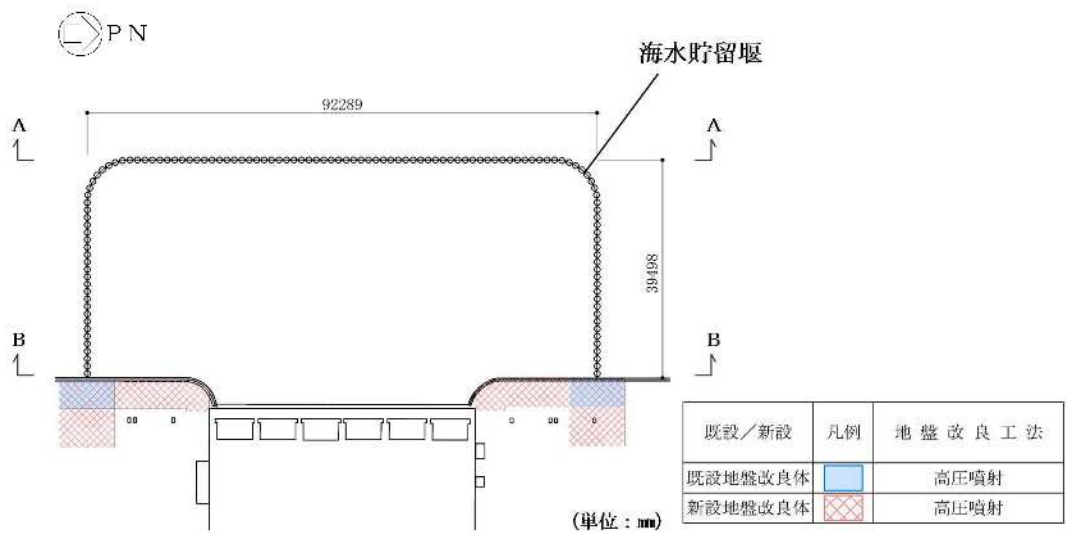 PN
海水貯留堰
92289
A
A
39498
B
B
既設/新設 凡例 地盤改良工法
既設地盤改良体 高圧噴射
新設地盤改良体 高圧噴射
(単位:㎜)